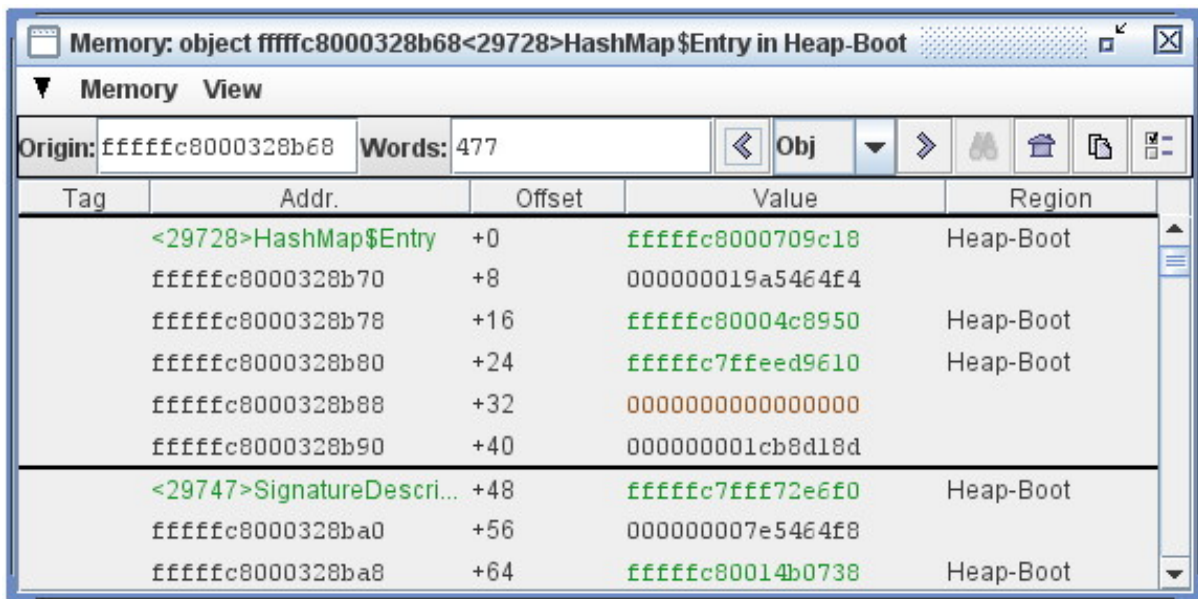 Memory: object fffffc8000328b68<29728>HashMap$Entry in Heap-Boot
Memory View
Origin: fffffc8000328b68 Words: 477 Obj
Tag Addr. Offset Value Region
<29728>HashMap$Entry +0 fffffc8000709c18 Heap-Boot
fffffc8000328b70 +8 000000019a5464f4
fffffc8000328b78 +16 fffffc80004c8950 Heap-Boot
fffffc8000328b80 +24 fffffc7ffeed9610 Heap-Boot
fffffc8000328b88 +32 0000000000000000
fffffc8000328b90 +40 000000001cb8d18d
<29747>SignatureDescri... +48 fffffc7fff72e6f0 Heap-Boot
fffffc8000328ba0 +56 000000007e5464f8
fffffc8000328ba8 +64 fffffc80014b0738 Heap-Boot